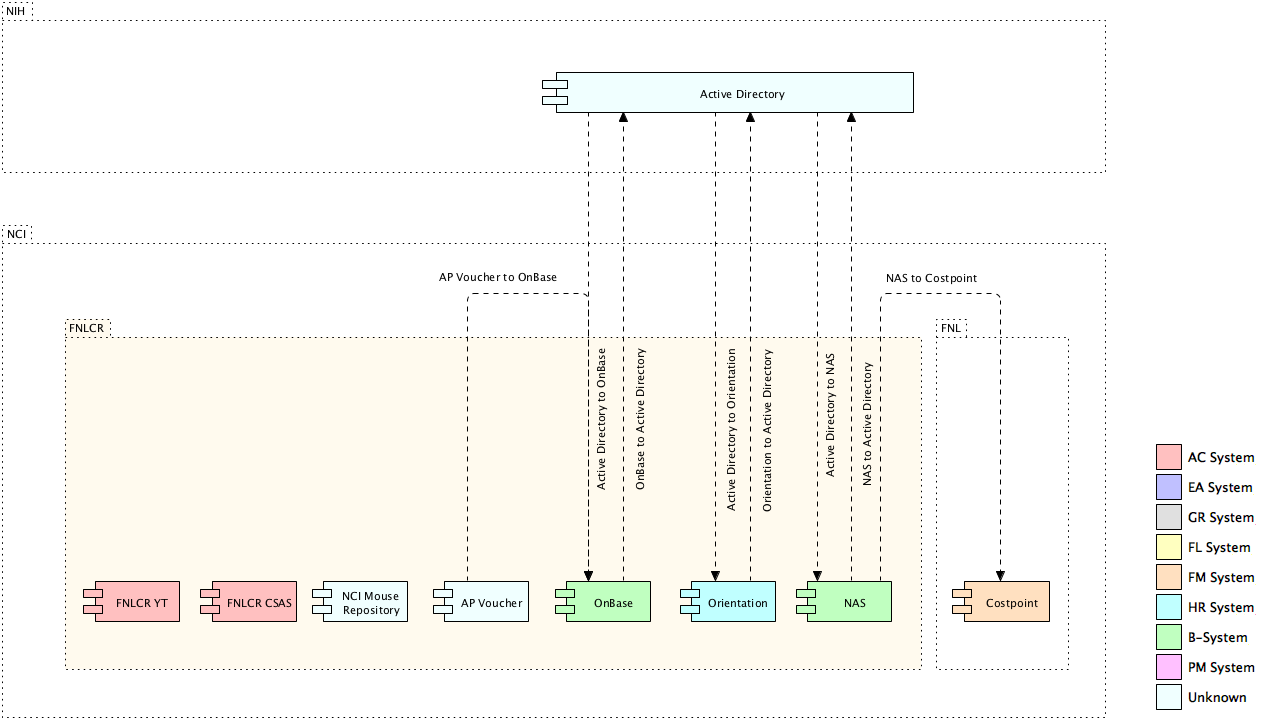 NIH
Active Directory
NCI
AP Voucher to OnBase
NAS to Costpoint
FNLCR
FNL
Active Directory to OnBase
OnBase to Active Directory
Active Directory to Orientation
Orientation to Active Directory
Active Directory to NAS
NAS to Active Directory
FNLCR YT
FNLCR CSAS
NCI Mouse
Repository
AP Voucher
OnBase
Orientation
NAS
Costpoint
AC System
EA System
GR System
FL System
FM System
HR System
B-System
PM System
Unknown